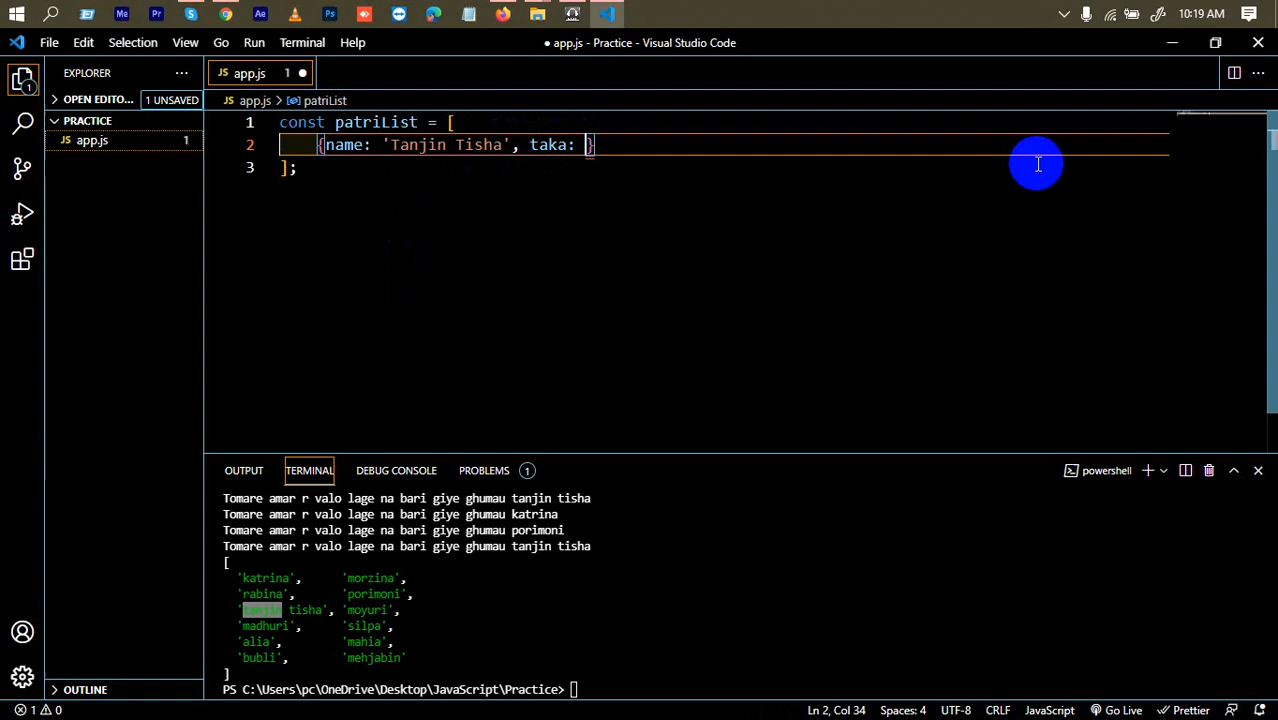 10:19 AM
File Edit Selection View Go Run Terminal Help
● app.js - Practice - Visual Studio Code
EXPLORER
JS app.js 1
OPEN EDITO... 1 UNSAVED
JS app.js > patriList
PRACTICE
JS app.js 1
1 const patriList = [
2 {name: 'Tanjin Tisha', taka: }
3 ];
OUTPUT TERMINAL DEBUG CONSOLE PROBLEMS 1
powershell
Tomare amar r valo lage na bari giye ghumau tanjin tisha
Tomare amar r valo lage na bari giye ghumau katrina
Tomare amar r valo lage na bari giye ghumau porimoni
Tomare amar r valo lage na bari giye ghumau tanjin tisha
[
'katrina', 'morzina',
'rabina', 'porimoni',
'tanjin tisha', 'moyuri',
'madhuri', 'silpa',
'alia', 'mahia',
'bubli', 'mehjabin'
]
PS C:\Users\pc\OneDrive\Desktop\JavaScript\Practice>
OUTLINE
1 0
Ln 2, Col 34 Spaces: 4 UTF-8 CRLF JavaScript Go Live Prettier